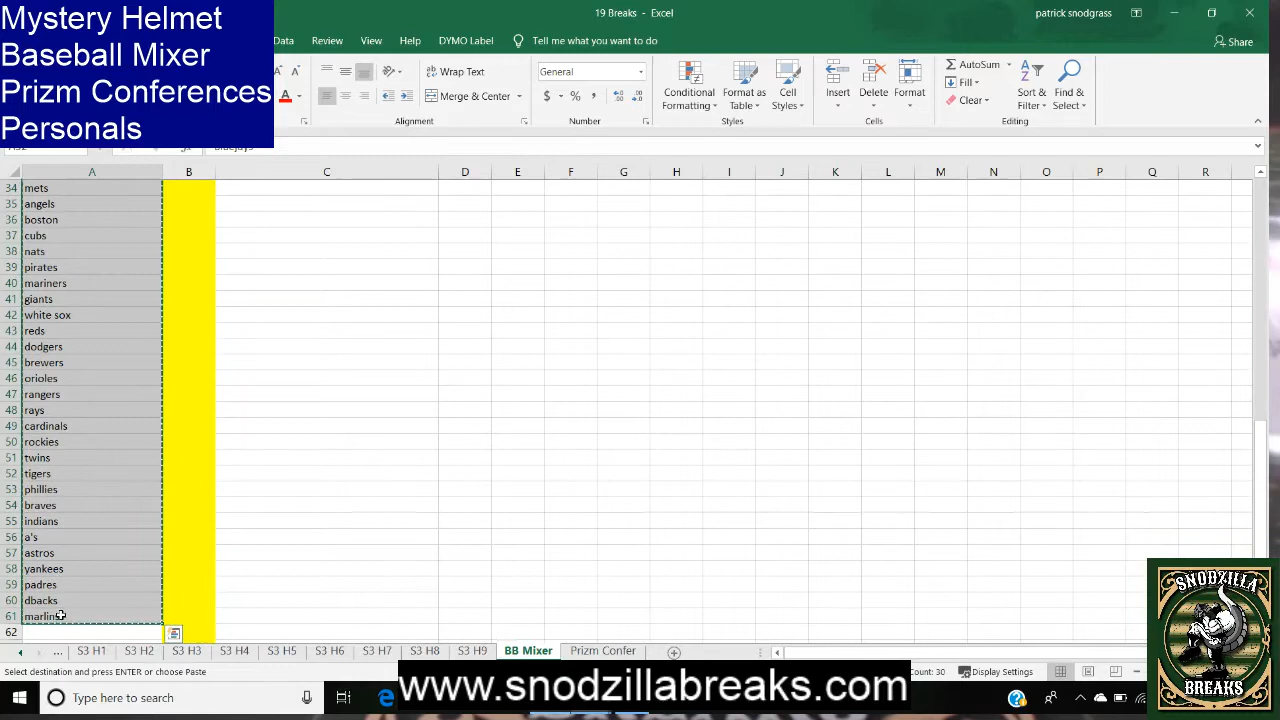 Mystery Helmet
Baseball Mixer
Prizm Conferences
Personals
19 Breaks - Excel
patrick snodgrass
Data Review View Help DYMO Label Tell me what you want to do
Share
Wrap Text
General
AutoSum
Fill
Clear
Merge & Center
$ % ,
Conditional Formatting
Format as Table
Cell Styles
Insert
Delete
Format
Sort & Filter
Find & Select
Alignment
Number
Styles
Cells
Editing
A B C D E F G H I J K L M N O P Q R
34 mets
35 angels
36 boston
37 cubs
38 nats
39 pirates
40 mariners
41 giants
42 white sox
43 reds
44 dodgers
45 brewers
46 orioles
47 rangers
48 rays
49 cardinals
50 rockies
51 twins
52 tigers
53 phillies
54 braves
55 indians
56 a's
57 astros
58 yankees
59 padres
60 dbacks
61 marlins
62
... S3 H1 S3 H2 S3 H3 S3 H4 S3 H5 S3 H6 S3 H7 S3 H8 S3 H9 BB Mixer Prizm Confer
Select destination and press ENTER or choose Paste
Count: 30
Display Settings
Type here to search
www.snodzillabreaks.com
SNODZILLA
BREAKS